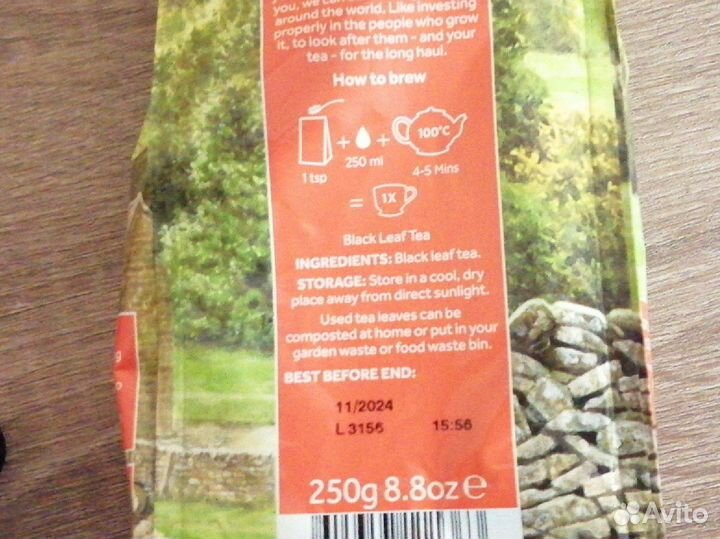 you, we can
around the world. Like investing
properly in the people who grow
it, to look after them - and your
tea - for the long haul.
How to brew
100°C
250 ml
1 tsp
4-5 Mins
1X
Black Leaf Tea
INGREDIENTS: Black leaf tea.
STORAGE: Store in a cool, dry
place away from direct sunlight.
Used tea leaves can be
composted at home or put in your
garden waste or food waste bin.
BEST BEFORE END:
11/2024
L3156 15:56
250g 8.8oz e
Avito